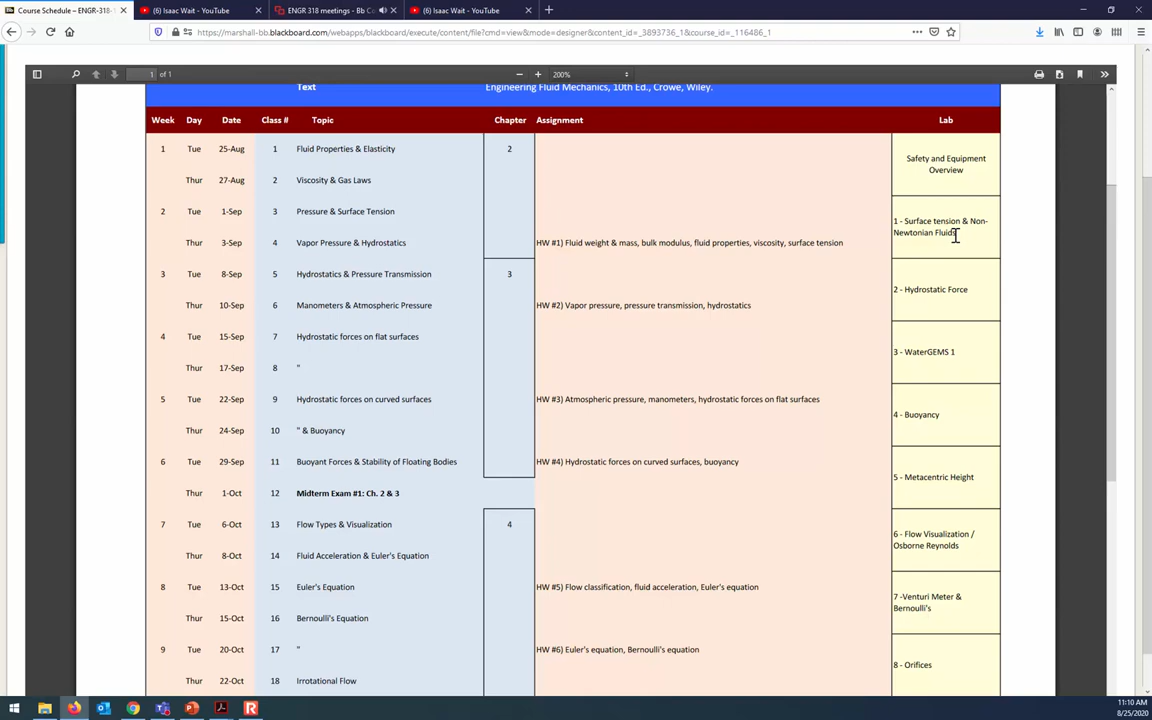 Course Schedule – ENGR-318-1
(6) Isaac Wait - YouTube
ENGR 318 meetings - Bb Co
(6) Isaac Wait - YouTube
https://marshall-bb.blackboard.com/webapps/blackboard/execute/content/file?cmd=view&mode=designer&content_id=_3893736_1&course_id=_116486_1
1 of 1
200%
Text Engineering Fluid Mechanics, 10th Ed., Crowe, Wiley.
Week Day Date Class # Topic Chapter Assignment Lab
1 Tue 25-Aug 1 Fluid Properties & Elasticity 2
Safety and Equipment
Overview
Thur 27-Aug 2 Viscosity & Gas Laws
2 Tue 1-Sep 3 Pressure & Surface Tension
1 - Surface tension & Non-
Newtonian Fluids
Thur 3-Sep 4 Vapor Pressure & Hydrostatics HW #1) Fluid weight & mass, bulk modulus, fluid properties, viscosity, surface tension
3 Tue 8-Sep 5 Hydrostatics & Pressure Transmission 3
2 - Hydrostatic Force
Thur 10-Sep 6 Manometers & Atmospheric Pressure HW #2) Vapor pressure, pressure transmission, hydrostatics
4 Tue 15-Sep 7 Hydrostatic forces on flat surfaces
3 - WaterGEMS 1
Thur 17-Sep 8 "
5 Tue 22-Sep 9 Hydrostatic forces on curved surfaces HW #3) Atmospheric pressure, manometers, hydrostatic forces on flat surfaces
4 - Buoyancy
Thur 24-Sep 10 " & Buoyancy
6 Tue 29-Sep 11 Buoyant Forces & Stability of Floating Bodies HW #4) Hydrostatic forces on curved surfaces, buoyancy
5 - Metacentric Height
Thur 1-Oct 12 Midterm Exam #1: Ch. 2 & 3
7 Tue 6-Oct 13 Flow Types & Visualization 4
6 - Flow Visualization /
Osborne Reynolds
Thur 8-Oct 14 Fluid Acceleration & Euler's Equation
8 Tue 13-Oct 15 Euler's Equation HW #5) Flow classification, fluid acceleration, Euler's equation
7 -Venturi Meter &
Bernoulli's
Thur 15-Oct 16 Bernoulli's Equation
9 Tue 20-Oct 17 " HW #6) Euler's equation, Bernoulli's equation
8 - Orifices
Thur 22-Oct 18 Irrotational Flow
11:10 AM
8/25/2020